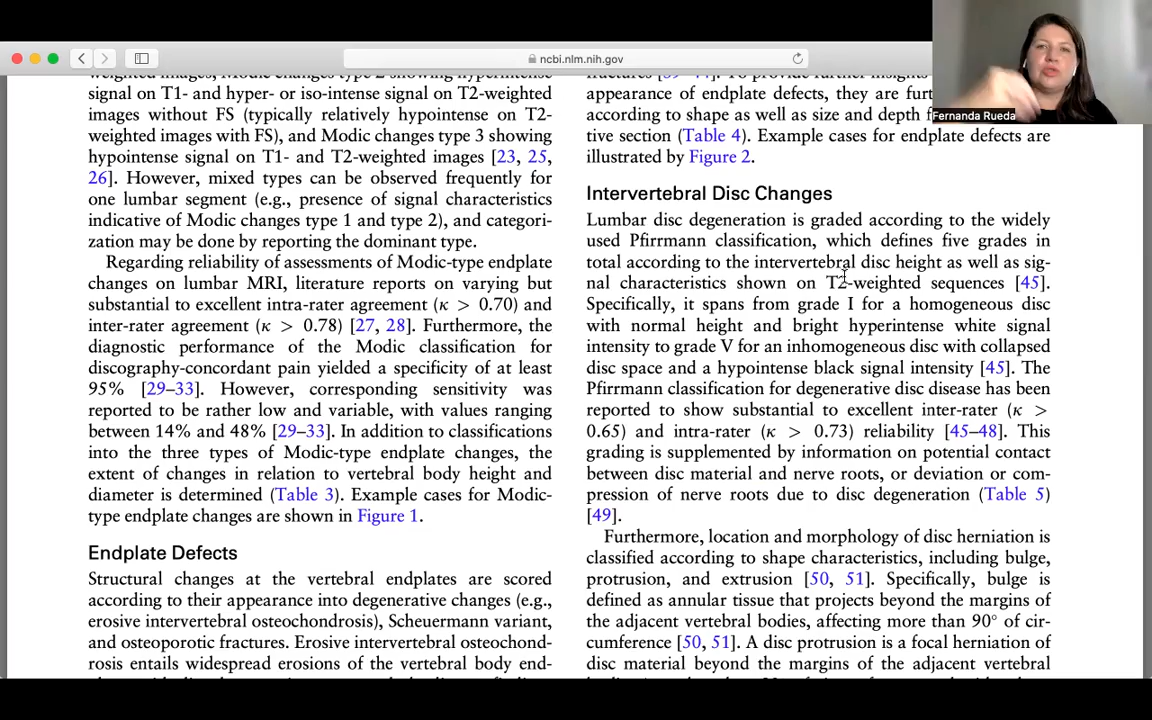 ncbi.nlm.nih.gov
Fernanda Rueda
weighted images, Modic changes type 2 showing hyperintense
signal on T1- and hyper- or iso-intense signal on T2-weighted
images without FS (typically relatively hypointense on T2-
weighted images with FS), and Modic changes type 3 showing
hypointense signal on T1- and T2-weighted images [23, 25,
26]. However, mixed types can be observed frequently for
one lumbar segment (e.g., presence of signal characteristics
indicative of Modic changes type 1 and type 2), and categori-
zation may be done by reporting the dominant type.
Regarding reliability of assessments of Modic-type endplate
changes on lumbar MRI, literature reports on varying but
substantial to excellent intra-rater agreement (κ > 0.70) and
inter-rater agreement (κ > 0.78) [27, 28]. Furthermore, the
diagnostic performance of the Modic classification for
discography-concordant pain yielded a specificity of at least
95% [29–33]. However, corresponding sensitivity was
reported to be rather low and variable, with values ranging
between 14% and 48% [29–33]. In addition to classifications
into the three types of Modic-type endplate changes, the
extent of changes in relation to vertebral body height and
diameter is determined (Table 3). Example cases for Modic-
type endplate changes are shown in Figure 1.
Endplate Defects
Structural changes at the vertebral endplates are scored
according to their appearance into degenerative changes (e.g.,
erosive intervertebral osteochondrosis), Scheuermann variant,
and osteoporotic fractures. Erosive intervertebral osteochond-
rosis entails widespread erosions of the vertebral body end-
fractures [39–44]. To provide further insights
appearance of endplate defects, they are
according to shape as well as size and depth
tive section (Table 4). Example cases for endplate defects are
illustrated by Figure 2.
Intervertebral Disc Changes
Lumbar disc degeneration is graded according to the widely
used Pfirrmann classification, which defines five grades in
total according to the intervertebral disc height as well as sig-
nal characteristics shown on T2-weighted sequences [45].
Specifically, it spans from grade I for a homogeneous disc
with normal height and bright hyperintense white signal
intensity to grade V for an inhomogeneous disc with collapsed
disc space and a hypointense black signal intensity [45]. The
Pfirrmann classification for degenerative disc disease has been
reported to show substantial to excellent inter-rater (κ >
0.65) and intra-rater (κ > 0.73) reliability [45–48]. This
grading is supplemented by information on potential contact
between disc material and nerve roots, or deviation or com-
pression of nerve roots due to disc degeneration (Table 5)
[49].
Furthermore, location and morphology of disc herniation is
classified according to shape characteristics, including bulge,
protrusion, and extrusion [50, 51]. Specifically, bulge is
defined as annular tissue that projects beyond the margins of
the adjacent vertebral bodies, affecting more than 90° of cir-
cumference [50, 51]. A disc protrusion is a focal herniation of
disc material beyond the margins of the adjacent vertebral